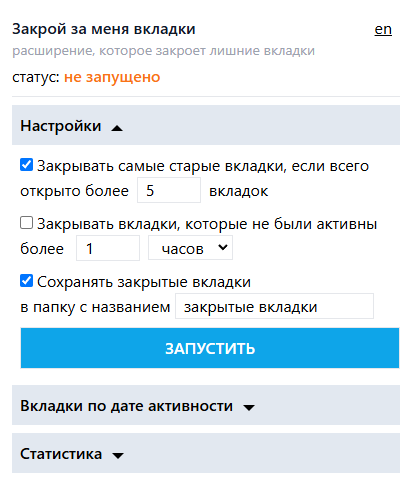 Закрой за меня вкладки en
расширение, которое закроет лишние вкладки
статус: не запущено
Настройки
Закрывать самые старые вкладки, если всего
открыто более 5 вкладок
Закрывать вкладки, которые не были активны
более 1 часов
Сохранять закрытые вкладки
в папку с названием закрытые вкладки
ЗАПУСТИТЬ
Вкладки по дате активности
Статистика